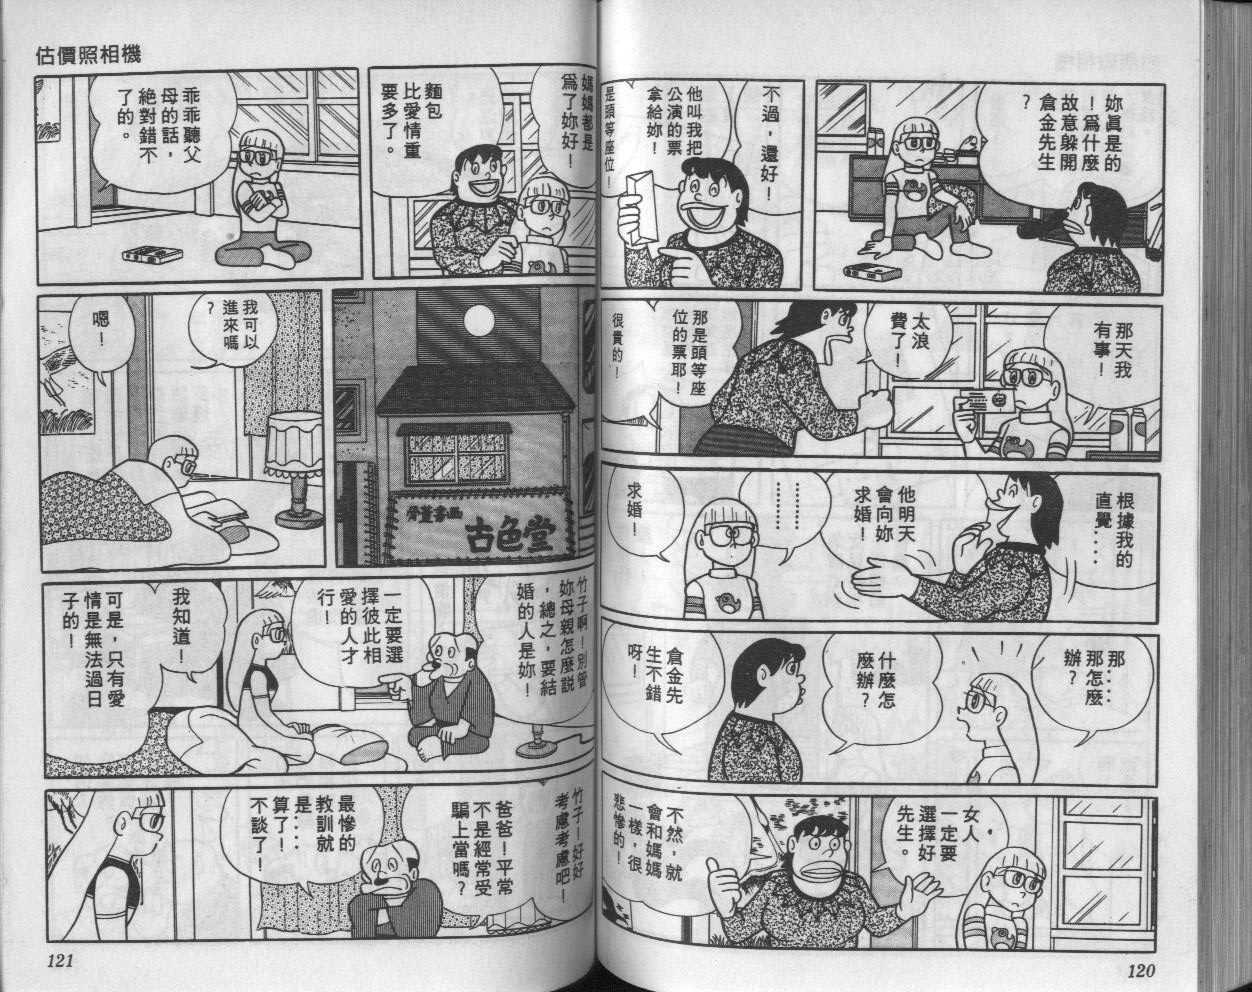 妳真是的
！為什麼
故意躲開
倉金先生
？
不過，還好！
他叫我把
公演的票
拿給妳！
是頭等座位！
那天我
有事！
太浪
費了！
那是頭等座
位的票耶！
很貴的！
根據我的
直覺‥‥
他明天
會向妳
求婚！
‥‥‥‥
求婚！
那‥‥
那怎麼
辦？
什麼怎
麼辦？
倉金先
生不錯
呀！
女人，
一定要
選擇好
先生。
不然，就
會和媽媽
一樣，很
悲慘的！
120
估價照相機
媽媽都是
為了妳好！
麵包
比愛情重
要多了。
乖乖聽父
母的話，
絕對錯不
了的。
骨董書画
古色堂
我可以
進來嗎
？
嗯！
竹子啊！別管
妳母親怎麼說
，總之，要結
婚的人是妳！
一定要選
擇彼此相
愛的人才
行！
我知道！
可是，只有愛
情是無法過日
子的！
竹子！好好
考慮考慮吧！
爸爸！平常
不是經常受
騙上當嗎？
最慘的
教訓就
是‥‥
算了！
不談了！
121